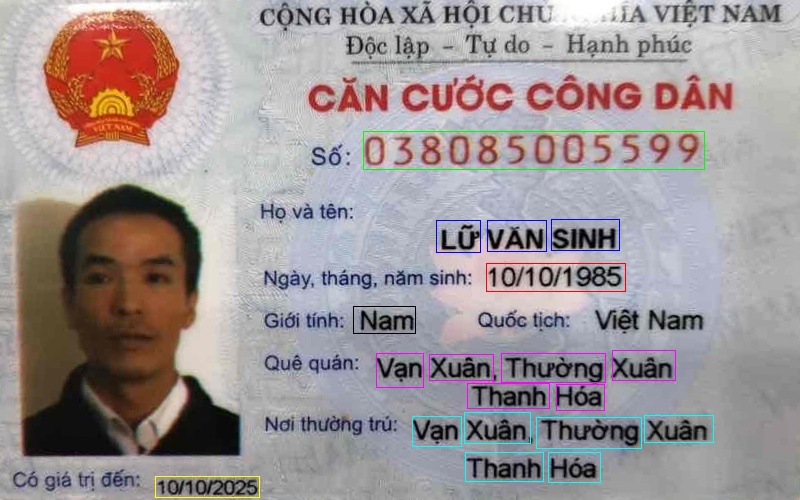 CỘNG HÒA XÃ HỘI CHỦ NGHĨA VIỆT NAM
Độc lập - Tự do - Hạnh phúc
CĂN CƯỚC CÔNG DÂN
Số: 038085005599
Họ và tên:
LỮ VĂN SINH
Ngày, tháng, năm sinh: 10/10/1985
Giới tính: Nam Quốc tịch: Việt Nam
Quê quán: Vạn Xuân, Thường Xuân
Thanh Hóa
Nơi thường trú: Vạn Xuân, Thường Xuân
Thanh Hóa
Có giá trị đến: 10/10/2025
VIỆT NAM